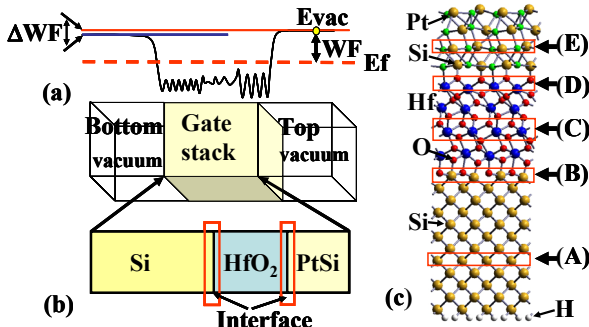 ΔWF
Evac
WF
Ef
(a)
Bottom
vacuum
Gate
stack
Top
vacuum
Si
HfO2
PtSi
(b)
Interface
Pt
(E)
Si
(D)
Hf
(C)
O
(B)
Si
(A)
(c)
H